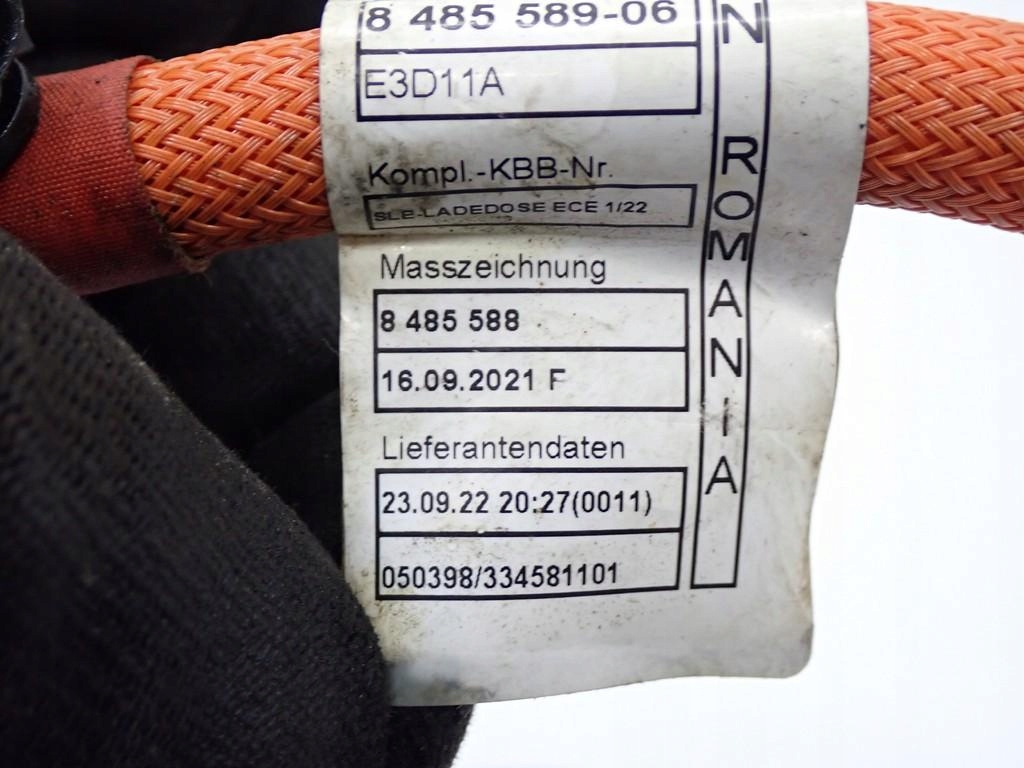 8 485 589-06
E3D11A
Kompl.-KBB-Nr.
SLE-LADEDOSE ECE 1/22
Masszeichnung
8 485 588
16.09.2021 F
Lieferantendaten
23.09.22 20:27(0011)
050398/334581101
N ROMANIA